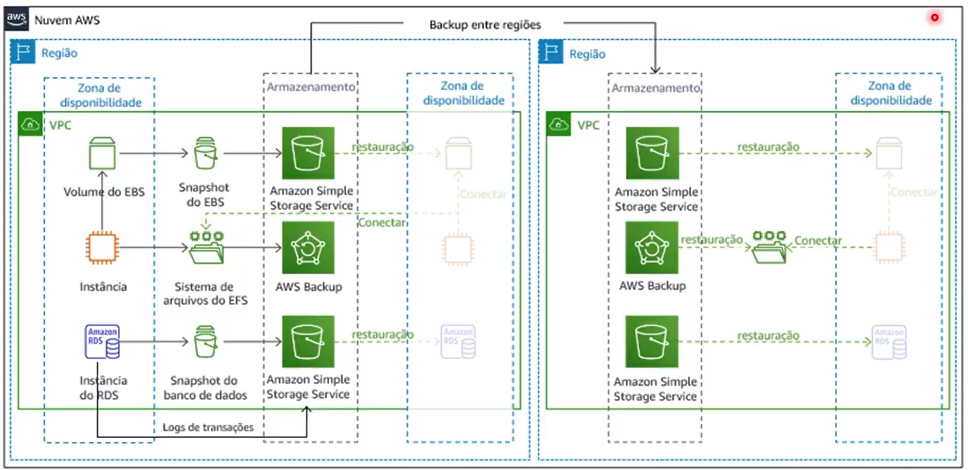 aws
Nuvem AWS
Backup entre regiões
Região
Zona de
disponibilidade
Armazenamento
Zona de
disponibilidade
VPC
Volume do EBS
Snapshot
do EBS
Amazon Simple
Storage Service
restauração
Conectar
Conectar
Instância
Sistema de
arquivos do EFS
AWS Backup
Amazon
RDS
Instância
do RDS
Snapshot do
banco de dados
Amazon Simple
Storage Service
restauração
Amazon
RDS
Logs de transações
Região
Armazenamento
Zona de
disponibilidade
VPC
Amazon Simple
Storage Service
restauração
Conectar
AWS Backup
restauração
Conectar
Amazon Simple
Storage Service
restauração
Amazon
RDS